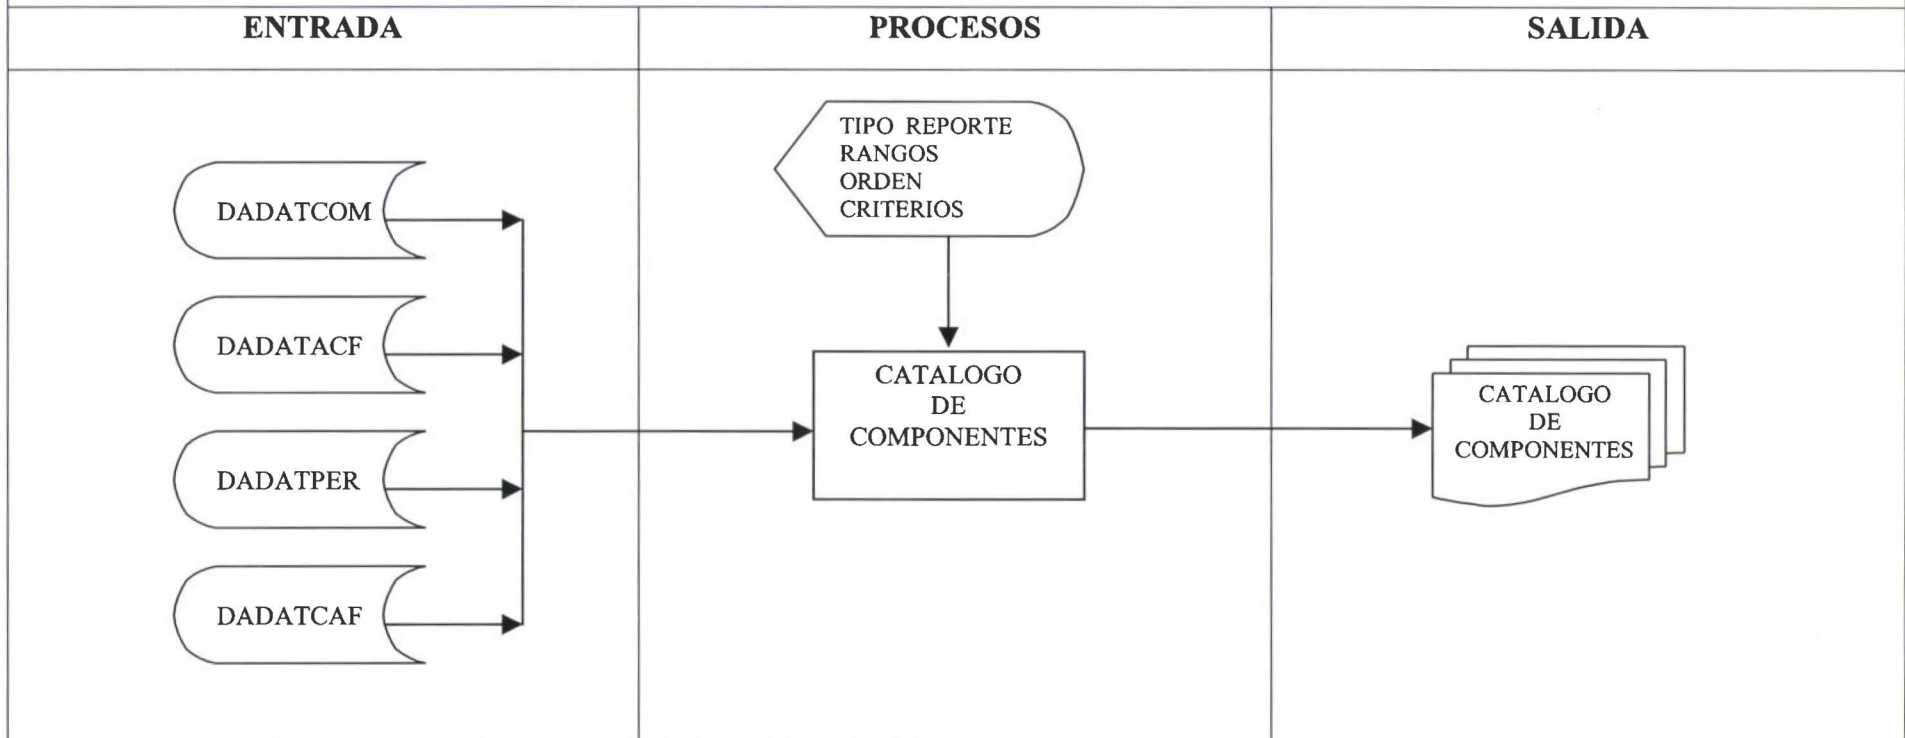 ENTRADA
PROCESOS
SALIDA
DADATCOM
DADATACF
DADATPER
DADATCAF
TIPO REPORTE
RANGOS
ORDEN
CRITERIOS
CATALOGO
DE
COMPONENTES
CATALOGO
DE
COMPONENTES